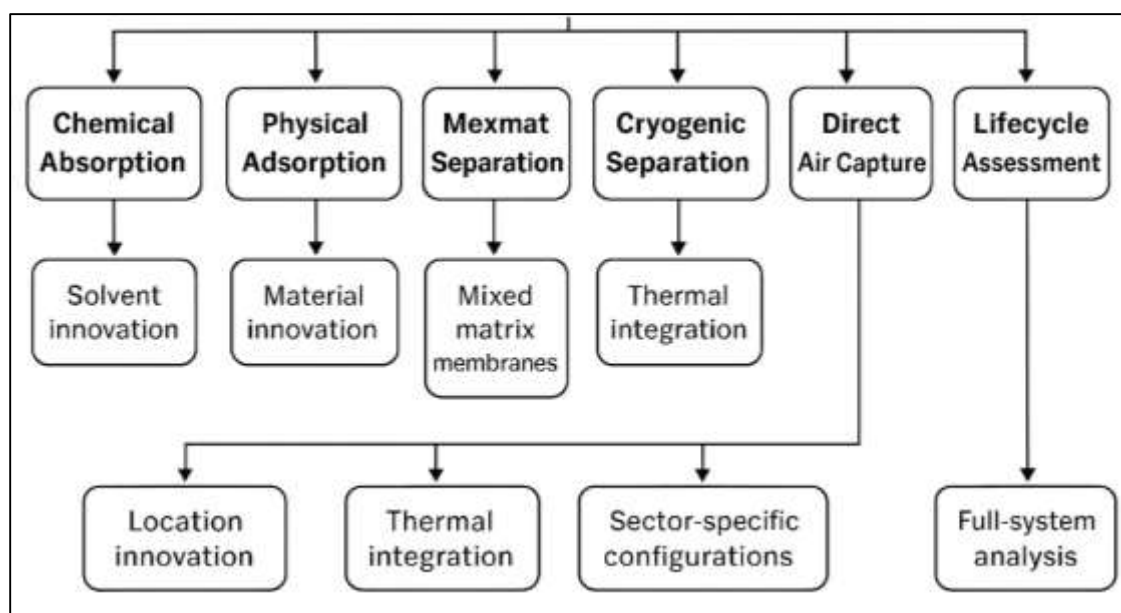 Chemical
Absorption
Physical
Adsorption
Mexmat
Separation
Cryogenic
Separation
Direct
Air Capture
Lifecycle
Assessment
Solvent
innovation
Material
innovation
Mixed
matrix
membranes
Thermal
integration
Location
innovation
Thermal
integration
Sector-specific
configurations
Full-system
analysis